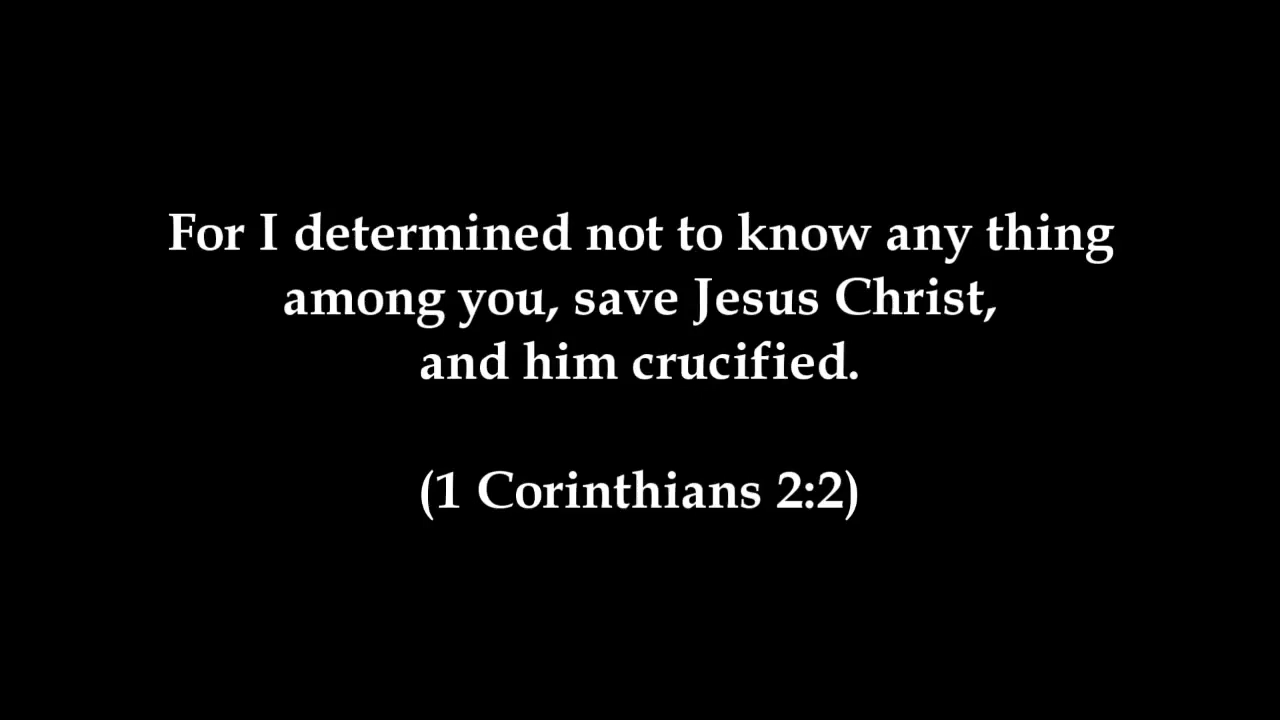 For I determined not to know any thing
among you, save Jesus Christ,
and him crucified.
(1 Corinthians 2:2)